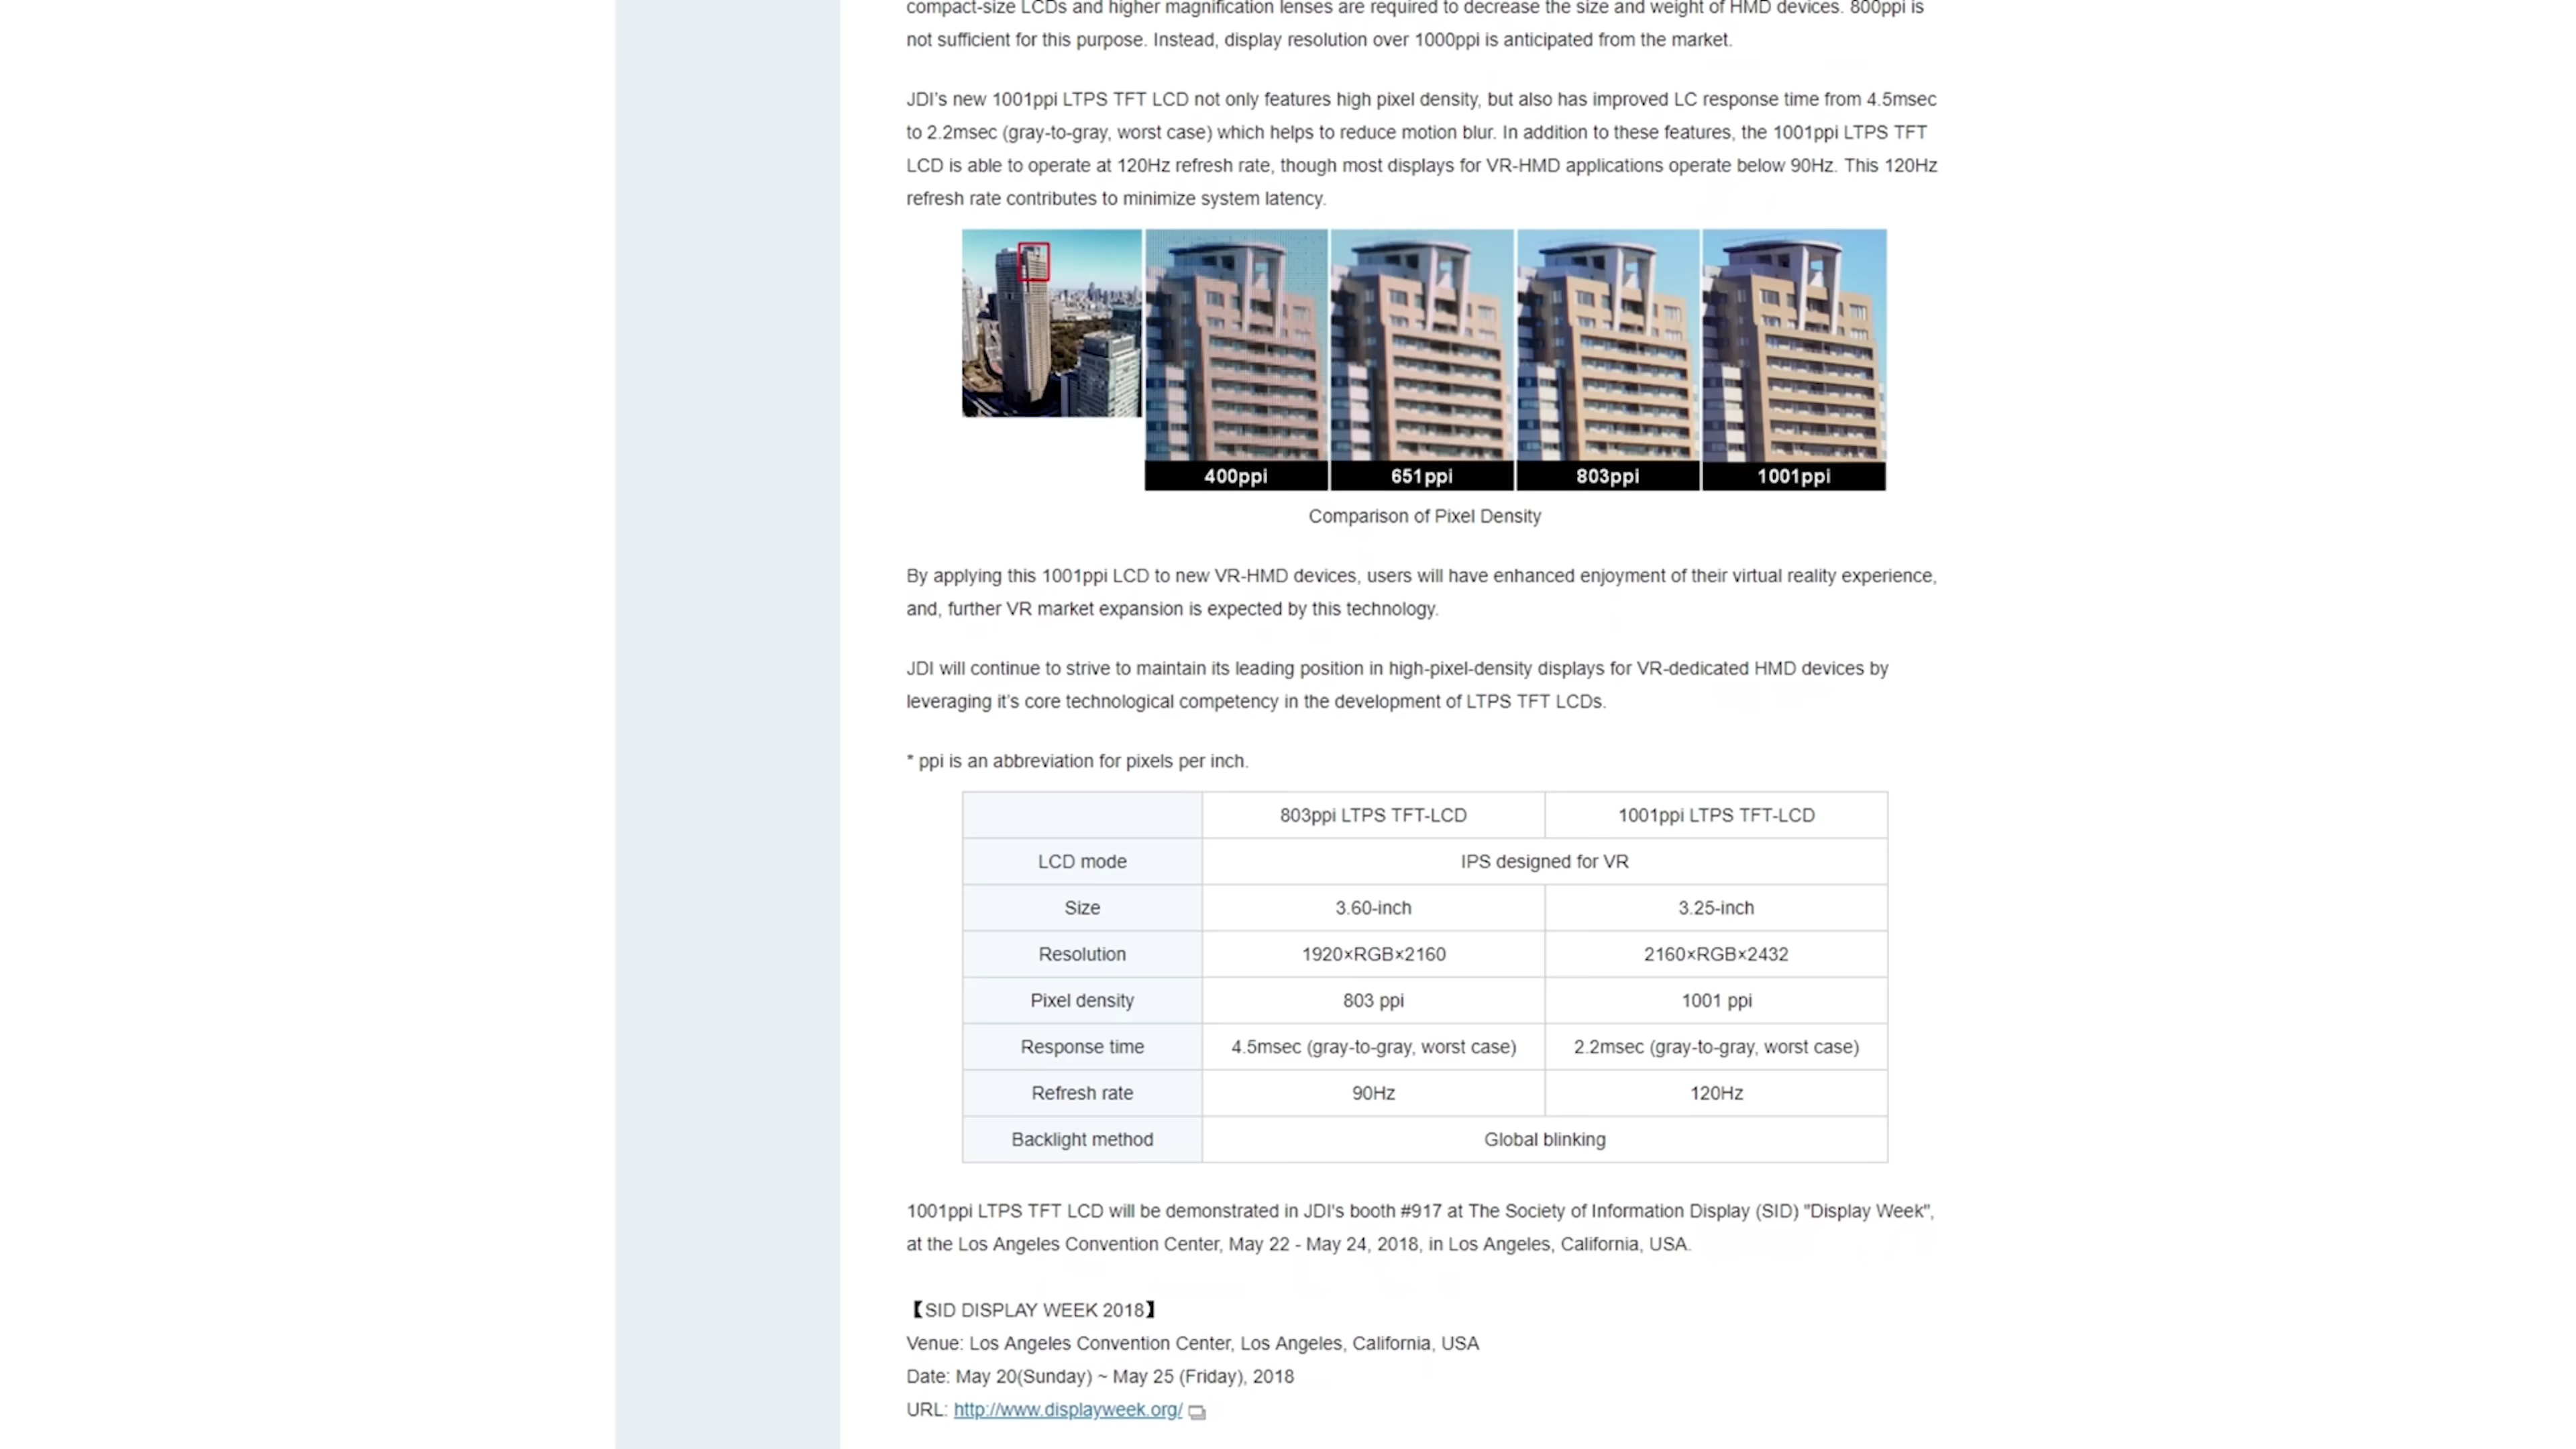 compact-size LCDs and higher magnification lenses are required to decrease the size and weight of HMD devices. 800ppi is
not sufficient for this purpose. Instead, display resolution over 1000ppi is anticipated from the market.
JDI's new 1001ppi LTPS TFT LCD not only features high pixel density, but also has improved LC response time from 4.5msec
to 2.2msec (gray-to-gray, worst case) which helps to reduce motion blur. In addition to these features, the 1001ppi LTPS TFT
LCD is able to operate at 120Hz refresh rate, though most displays for VR-HMD applications operate below 90Hz. This 120Hz
refresh rate contributes to minimize system latency.
400ppi 651ppi 803ppi 1001ppi
Comparison of Pixel Density
By applying this 1001ppi LCD to new VR-HMD devices, users will have enhanced enjoyment of their virtual reality experience,
and, further VR market expansion is expected by this technology.
JDI will continue to strive to maintain its leading position in high-pixel-density displays for VR-dedicated HMD devices by
leveraging it's core technological competency in the development of LTPS TFT LCDs.
* ppi is an abbreviation for pixels per inch.
803ppi LTPS TFT-LCD 1001ppi LTPS TFT-LCD
LCD mode IPS designed for VR
Size 3.60-inch 3.25-inch
Resolution 1920×RGB×2160 2160×RGB×2432
Pixel density 803 ppi 1001 ppi
Response time 4.5msec (gray-to-gray, worst case) 2.2msec (gray-to-gray, worst case)
Refresh rate 90Hz 120Hz
Backlight method Global blinking
1001ppi LTPS TFT LCD will be demonstrated in JDI's booth #917 at The Society of Information Display (SID) "Display Week",
at the Los Angeles Convention Center, May 22 - May 24, 2018, in Los Angeles, California, USA.
【SID DISPLAY WEEK 2018】
Venue: Los Angeles Convention Center, Los Angeles, California, USA
Date: May 20(Sunday) ~ May 25 (Friday), 2018
URL: http://www.displayweek.org/